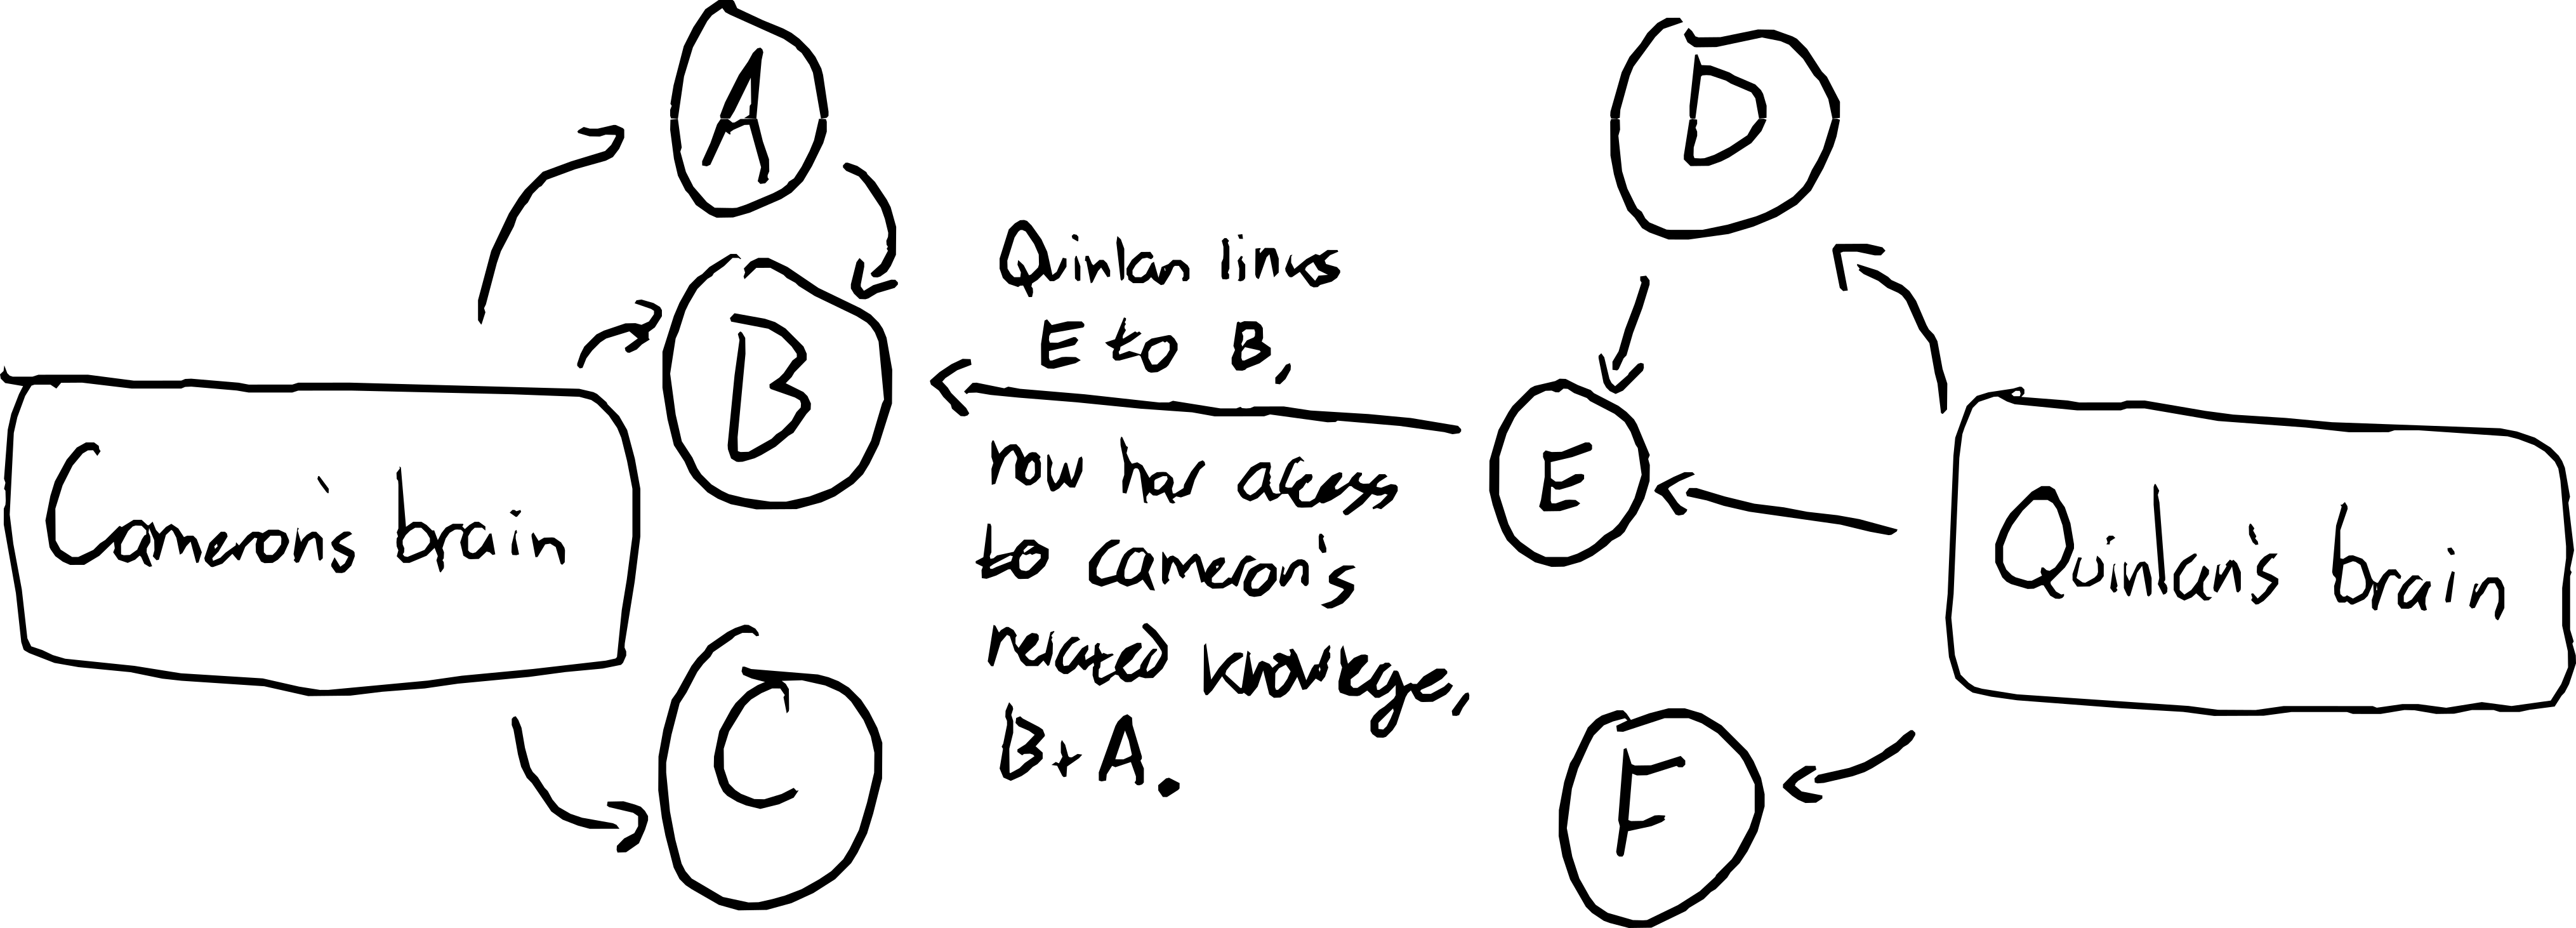 A
D
B
Quinlan links
E to B,
Cameron's brain
now has access
E
to cameron's
Quinlan's brain
related knowlege,
B + A.
C
F